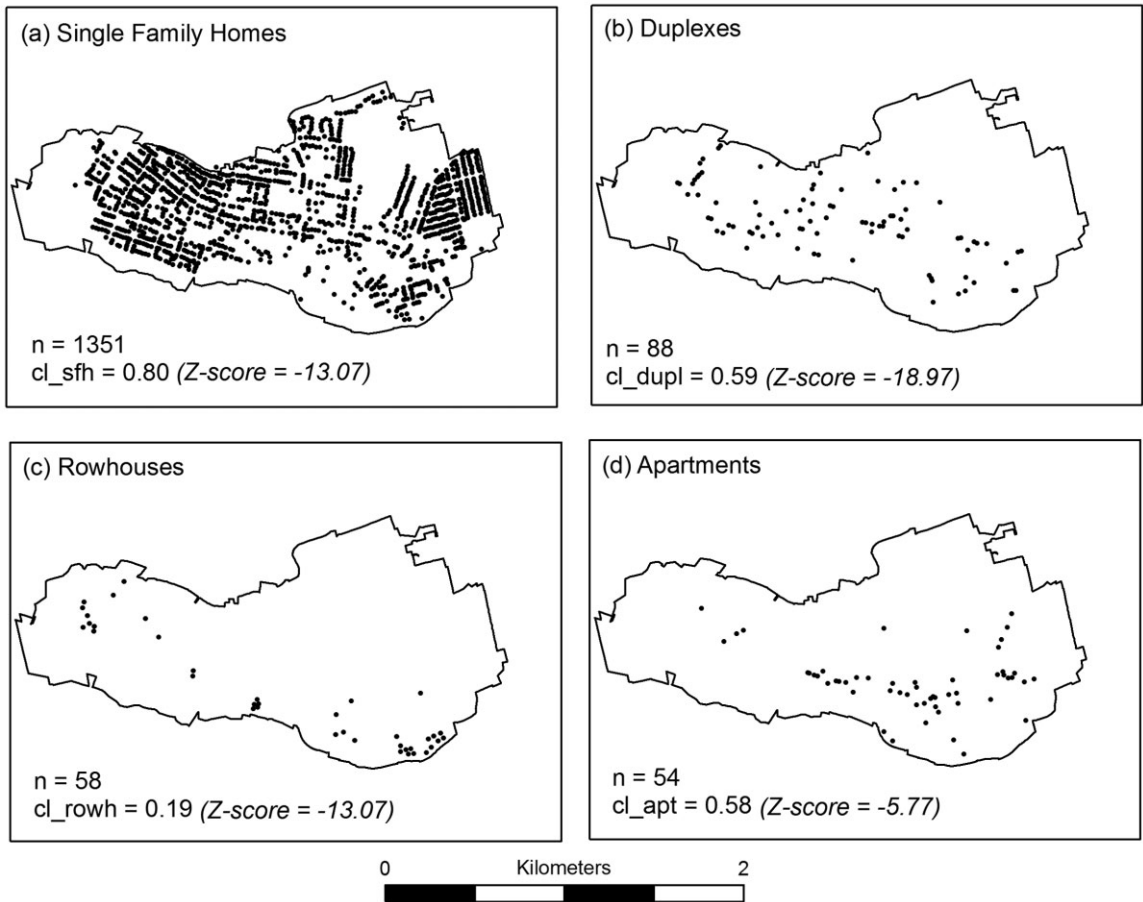 (a) Single Family Homes
n = 1351
cl_sfh = 0.80 (Z-score = -13.07)
(b) Duplexes
n = 88
cl_dupl = 0.59 (Z-score = -18.97)
(c) Rowhouses
n = 58
cl_rowh = 0.19 (Z-score = -13.07)
(d) Apartments
n = 54
cl_apt = 0.58 (Z-score = -5.77)
0 Kilometers 2